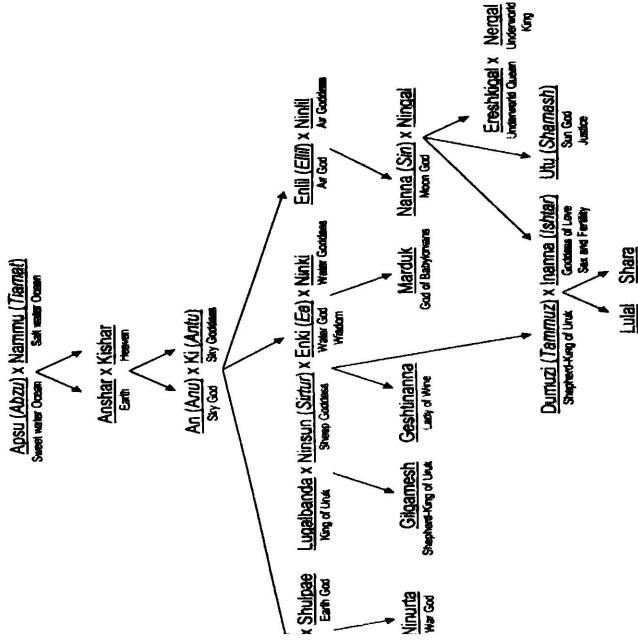 Apsu (Abzu) x Nammu (Tiamat)
Sweet water Ocean Salt water Ocean
Anshar x Kishar
Earth Heaven
An (Anu) x Ki (Antu)
Sky God Sky Goddess
x Shulpae Lugalbanda x Ninsun (Sirtur) x Enki (Ea) x Ninki Enlil (Ellil) x Ninlil
Earth God King of Uruk Sheep Goddess Water God Water Goddess Air God Air Goddess
Wisdom
Ninurta Gilgamesh Geshtinanna Marduk Nanna (Sin) x Ningal
War God Shepherd-King of Uruk Lady of Wine God of Babylonians Moon God
Dumuzi (Tammuz) x Inanna (Ishtar) Utu (Shamash) Ereshkigal x Nergal
Shepherd-King of Uruk Goddess of Love Sun God Underworld Queen Underworld
Sex and Fertility Justice King
Lulal Shara